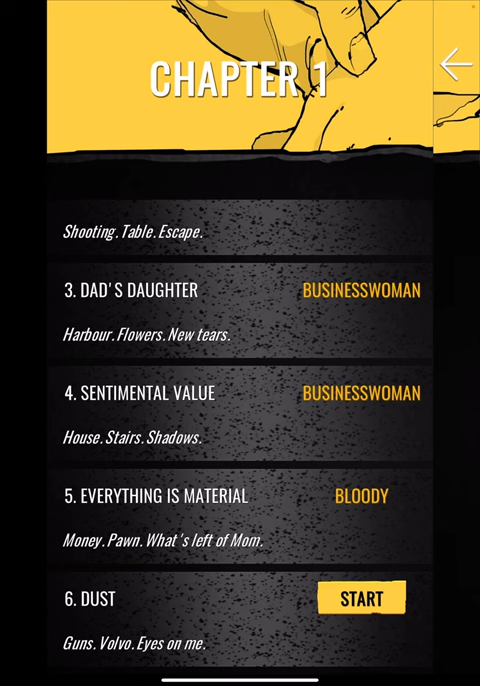 CHAPTER 1
Shooting. Table. Escape.
3. DAD'S DAUGHTER
BUSINESSWOMAN
Harbour. Flowers. New tears.
4. SENTIMENTAL VALUE
BUSINESSWOMAN
House. Stairs. Shadows.
5. EVERYTHING IS MATERIAL
BLOODY
Money. Pawn. What's left of Mom.
6. DUST
START
Guns. Volvo. Eyes on me.